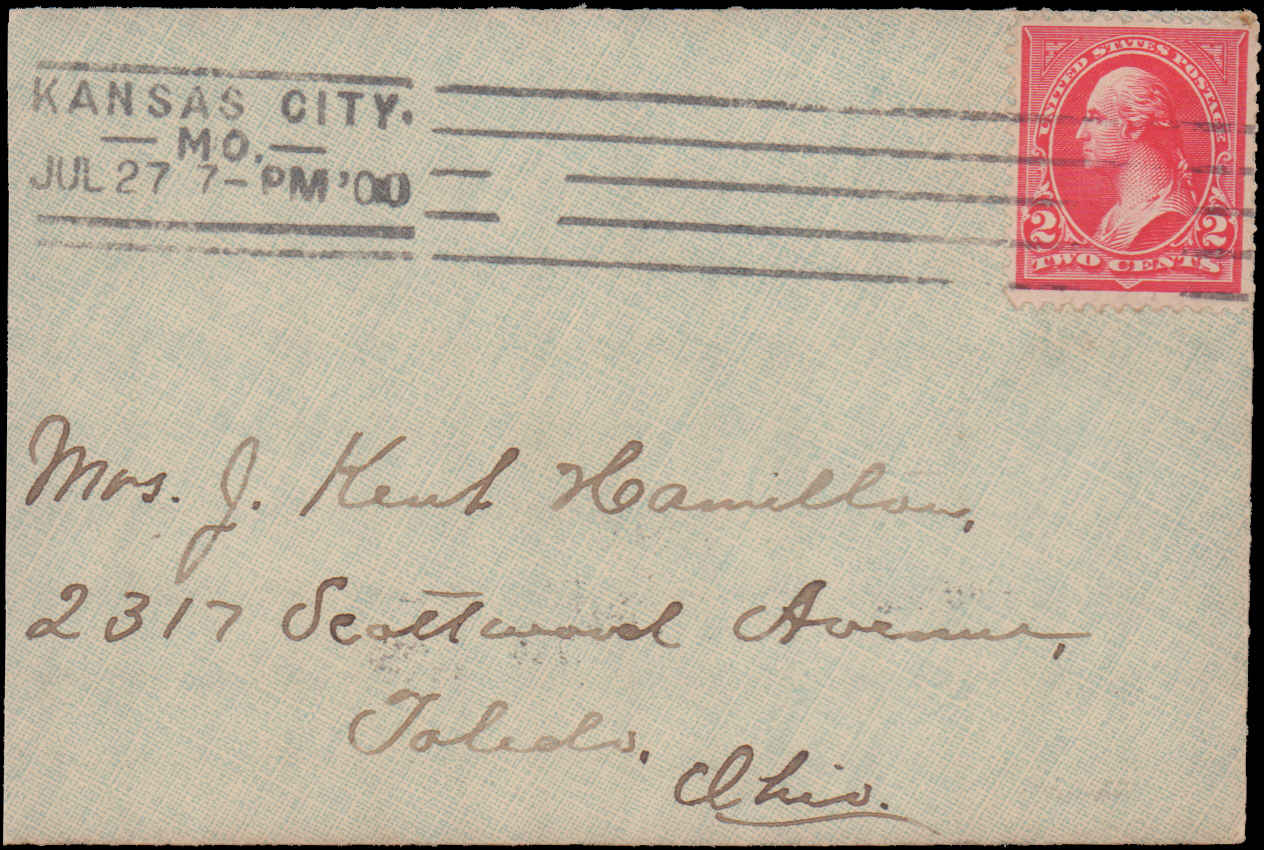 KANSAS CITY.
— MO. —
JUL 27 7-PM '00
UNITED STATES POSTAGE
2 2
TWO CENTS
Mrs. J. Kent Hamilton,
2317 Scottwood Avenue,
Toledo,
Ohio.